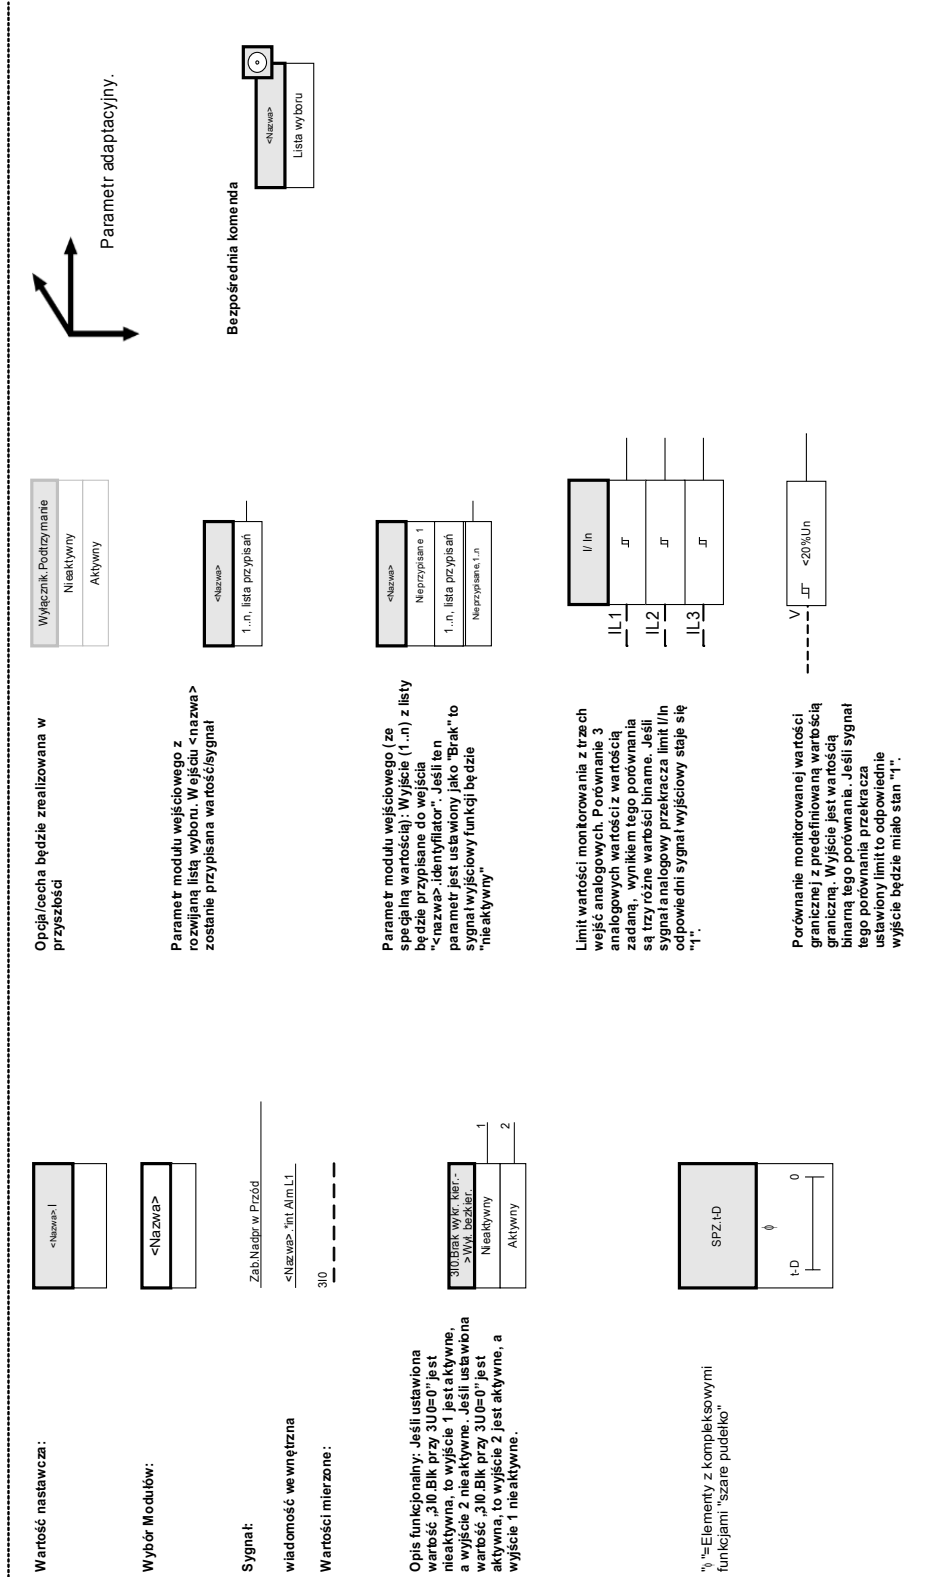 Wartość nastawcza:
<Nazwa>.I
Wybór Modułów:
<Nazwa>
Sygnał:
Zab.Nadpr w Przód
wiadomość wewnętrzna
<Nazwa>.*int Alm L1
Wartości mierzone:
3I0
Opis funkcjonalny: Jeśli ustawiona
wartość „3I0.Blk przy 3U0=0” jest
nieaktywna, to wyjście 1 jest aktywne,
a wyjście 2 nieaktywne. Jeśli ustawiona
wartość „3I0.Blk przy 3U0=0” jest
aktywna, to wyjście 2 jest aktywne, a
wyjście 1 nieaktywne.
3I0.Brak wykr. kier.-
>Wył. bezkier.
Nieaktywny
1
Aktywny
2
"ϕ"=Elementy z kompleksowymi
funkcjami "szare pudełko"
SPZ.t-D
ϕ
t-D
0
Opcja/cecha będzie zrealizowana w
przyszłości
Wyłącznik.Podtrzymanie
Nieaktywny
Aktywny
Parametr modułu wejściowego z
rozwijaną listą wyboru. W ejściu <nazwa>
zostanie przypisana wartość/sygnał
<Nazwa>
1..n, lista przypisań
Parametr modułu wejściowego (ze
specjalną wartością): Wyjście (1..n) z listy
będzie przypisane do wejścia
"<nazwa>.identyfilator". Jeśli ten
parametr jest ustawiony jako "Brak" to
sygnał wyjściowy funkcji będzie
"nieaktywny"
<Nazwa>
Nieprzypisane 1
1..n, lista przypisań
Nieprzypisane,1..n
Limit wartości monitorowania z trzech
wejść analogowych. Porównanie 3
analogowych wartości z wartością
zadaną, wynikiem tego porównania
są trzy różne wartości binarne. Jeśli
sygnał analogowy przekracza limit I/In
odpowiedni sygnał wyjściowy staje się
"1".
I/ In
IL1
IL2
IL3
Porównanie monitorowanej wartości
granicznej z predefiniowaną wartością
graniczną. Wyjście jest wartością
binarną tego porównania. Jeśli sygnał
tego porównania przekracza
ustawiony limit to odpowiednie
wyjście będzie miało stan "1".
V
<20%Un
Parametr adaptacyjny.
Bezpośrednia komenda
<Nazwa>
Lista wyboru